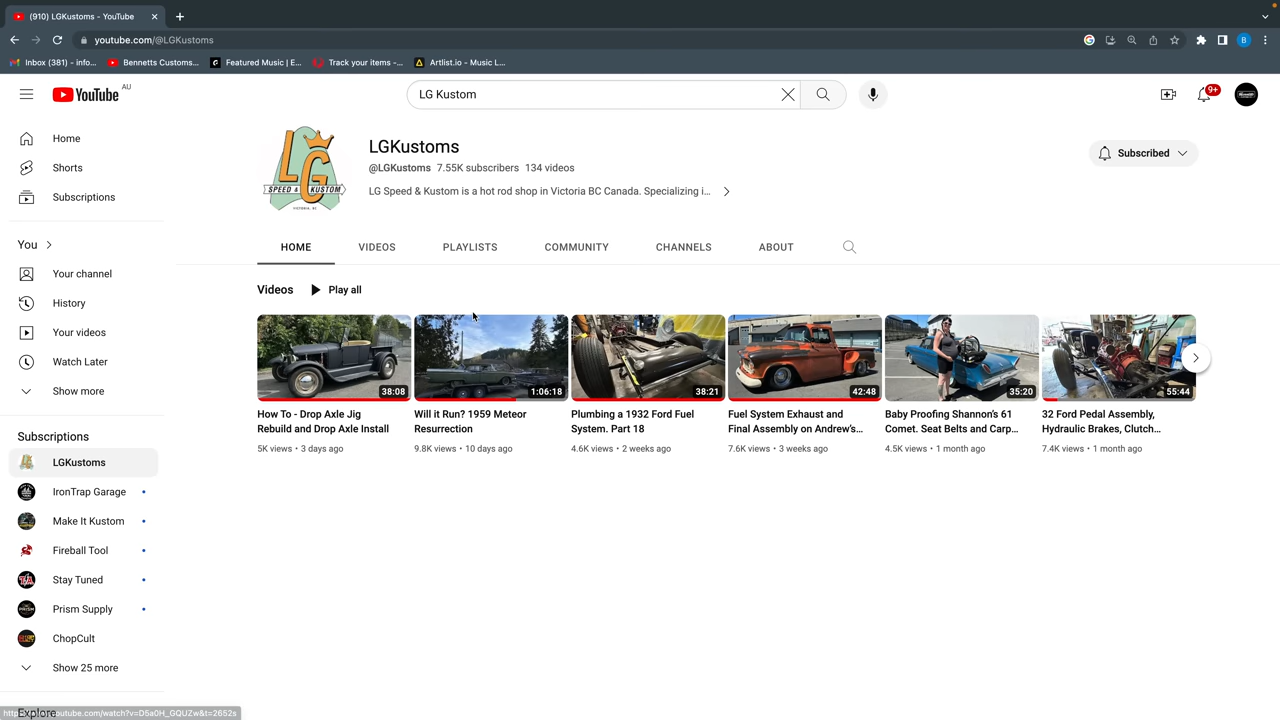 (910) LGKustoms - YouTube
youtube.com/@LGKustoms
Inbox (381) - info...
Bennetts Customs...
Featured Music | E...
Track your items -...
Artlist.io - Music L...
B
YouTube AU
LG Kustom
9+
Home
Shorts
Subscriptions
You
Your channel
History
Your videos
Watch Later
Show more
Subscriptions
LGKustoms
IronTrap Garage
Make It Kustom
Fireball Tool
Stay Tuned
Prism Supply
ChopCult
Show 25 more
Explore
LG
SPEED & KUSTOM
VICTORIA, BC
LGKustoms
@LGKustoms 7.55K subscribers 134 videos
LG Speed & Kustom is a hot rod shop in Victoria BC Canada. Specializing i...
Subscribed
HOME
VIDEOS
PLAYLISTS
COMMUNITY
CHANNELS
ABOUT
Videos
Play all
38:08
How To - Drop Axle Jig
Rebuild and Drop Axle Install
5K views • 3 days ago
1:06:18
Will it Run? 1959 Meteor
Resurrection
9.8K views • 10 days ago
38:21
Plumbing a 1932 Ford Fuel
System. Part 18
4.6K views • 2 weeks ago
42:48
Fuel System Exhaust and
Final Assembly on Andrew's...
7.6K views • 3 weeks ago
35:20
Baby Proofing Shannon's 61
Comet. Seat Belts and Carp...
4.5K views • 1 month ago
55:44
32 Ford Pedal Assembly,
Hydraulic Brakes, Clutch...
7.4K views • 1 month ago